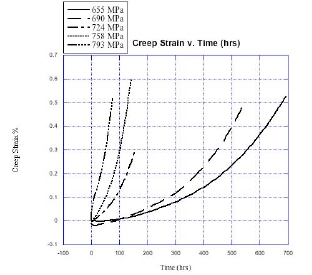 655 MPa
690 MPa
724 MPa
758 MPa
793 MPa
Creep Strain v. Time (hrs)
0.7
0.6
0.5
0.4
0.3
0.2
0.1
0
-0.1
Creep Strain %
-100 0 100 200 300 400 500 600 700
Time (hrs)